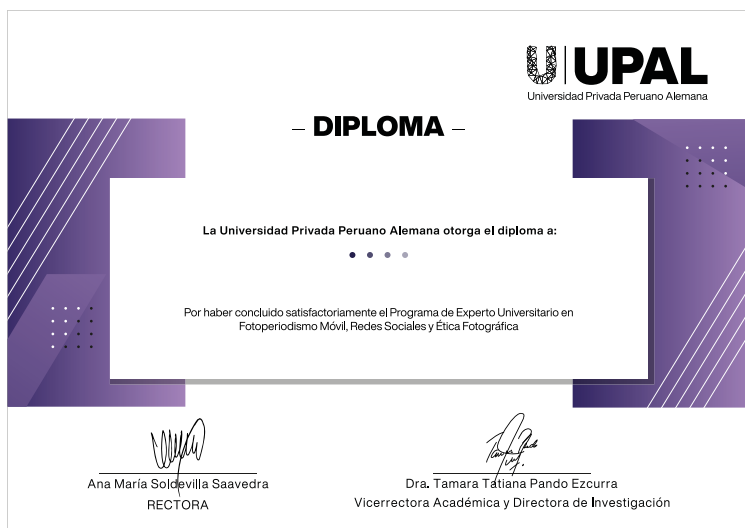 UPAL
Universidad Privada Peruano Alemana
– DIPLOMA –
La Universidad Privada Peruano Alemana otorga el diploma a:
Por haber concluido satisfactoriamente el Programa de Experto Universitario en
Fotoperiodismo Móvil, Redes Sociales y Ética Fotográfica
Ana María Soldevilla Saavedra
RECTORA
Dra. Tamara Tatiana Pando Ezcurra
Vicerrectora Académica y Directora de Investigación